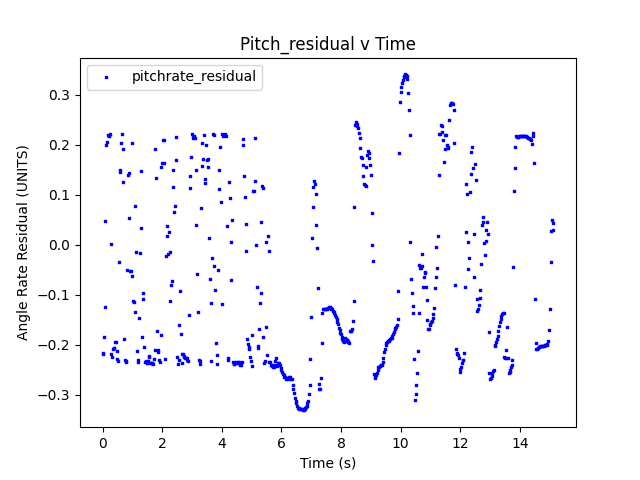 Pitch_residual v Time
pitchrate_residual
Angle Rate Residual (UNITS)
0.3
0.2
0.1
0.0
−0.1
−0.2
−0.3
0 2 4 6 8 10 12 14
Time (s)